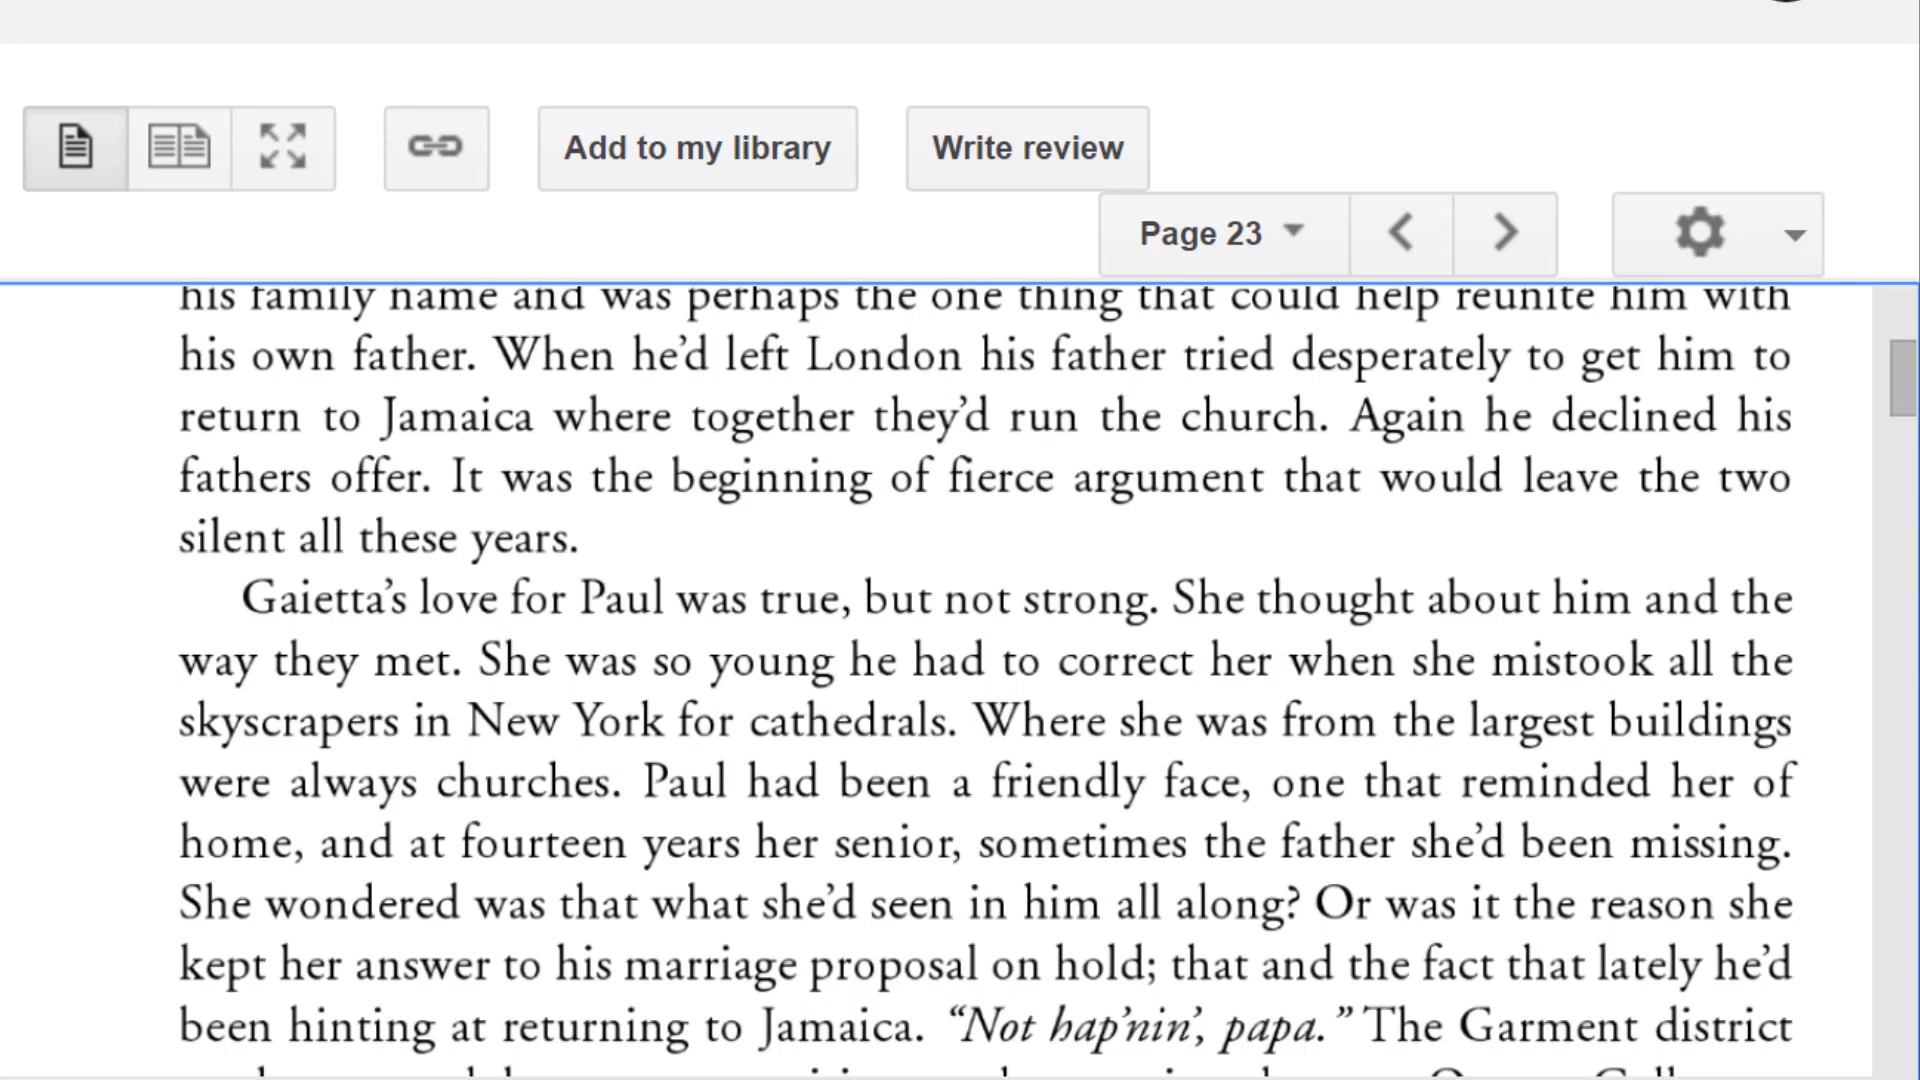 Add to my library
Write review
Page 23
his family name and was perhaps the one thing that could help reunite him with
his own father. When he’d left London his father tried desperately to get him to
return to Jamaica where together they’d run the church. Again he declined his
fathers offer. It was the beginning of fierce argument that would leave the two
silent all these years.
Gaietta’s love for Paul was true, but not strong. She thought about him and the
way they met. She was so young he had to correct her when she mistook all the
skyscrapers in New York for cathedrals. Where she was from the largest buildings
were always churches. Paul had been a friendly face, one that reminded her of
home, and at fourteen years her senior, sometimes the father she’d been missing.
She wondered was that what she’d seen in him all along? Or was it the reason she
kept her answer to his marriage proposal on hold; that and the fact that lately he’d
been hinting at returning to Jamaica. “Not hap’nin’, papa.” The Garment district